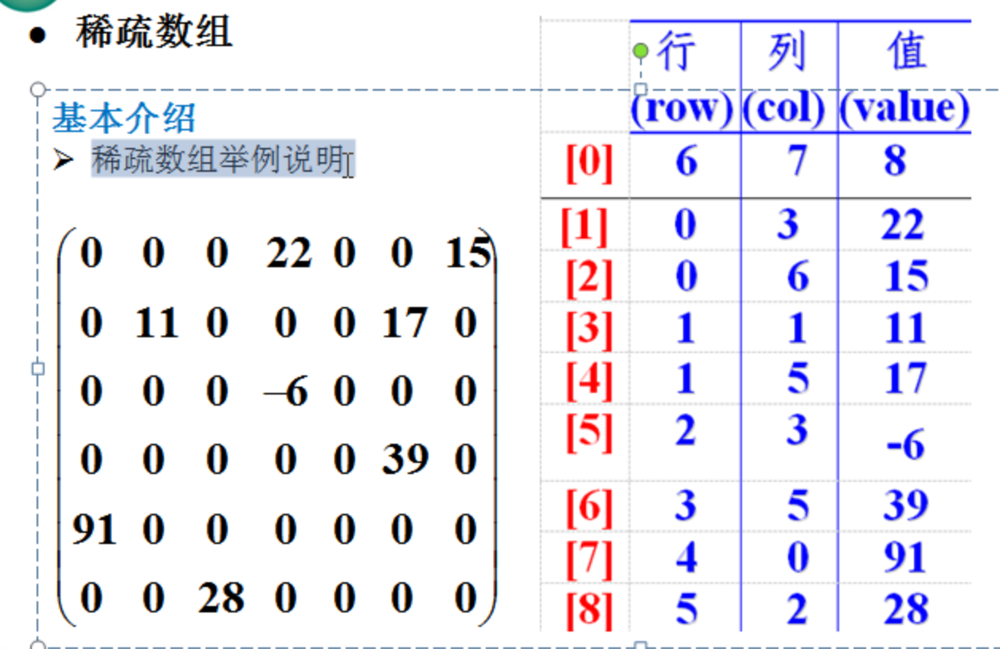 ● 稀疏数组
基本介绍
➢ 稀疏数组举例说明
0 0 0 22 0 0 15
0 11 0 0 0 17 0
0 0 0 –6 0 0 0
0 0 0 0 0 39 0
91 0 0 0 0 0 0
0 0 28 0 0 0 0
行 列 值
(row) (col) (value)
[0] 6 7 8
[1] 0 3 22
[2] 0 6 15
[3] 1 1 11
[4] 1 5 17
[5] 2 3 -6
[6] 3 5 39
[7] 4 0 91
[8] 5 2 28